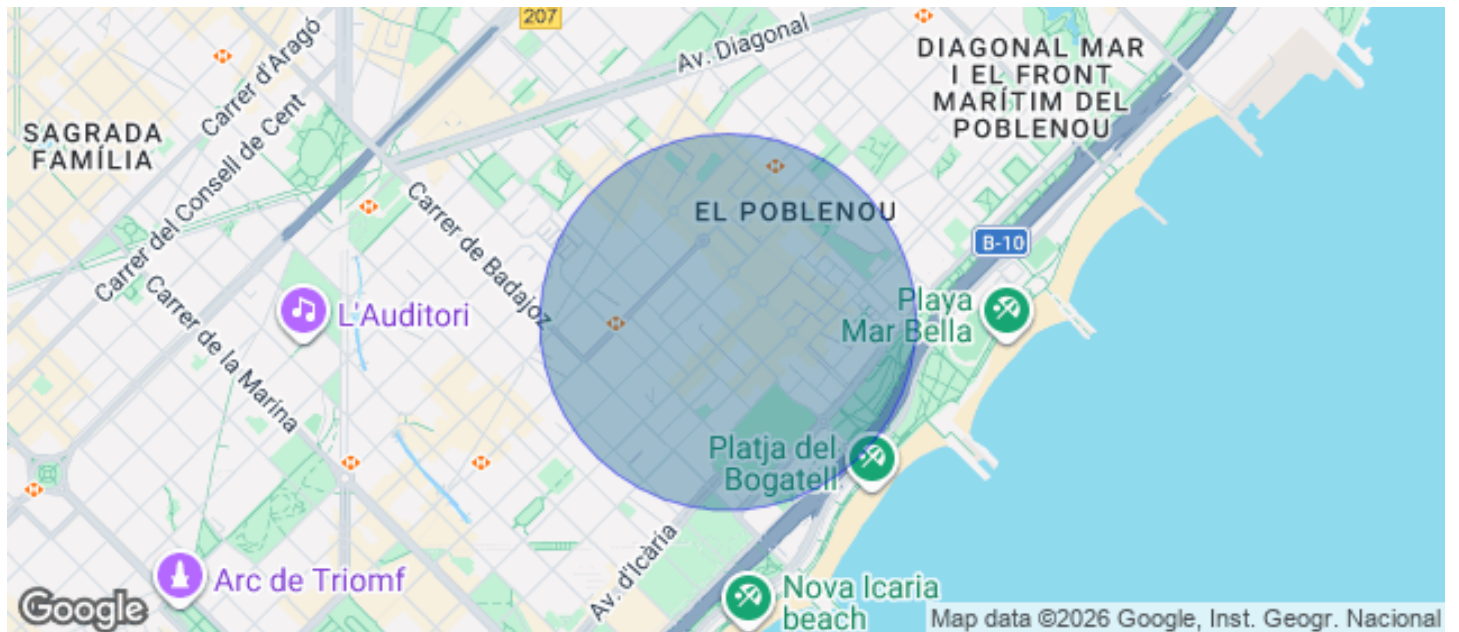 207
Av. Diagonal
DIAGONAL MAR
I EL FRONT
MARÍTIM DEL
POBLENOU
Carrer d'Aragó
SAGRADA
FAMÍLIA
Carrer del Consell de Cent
Carrer de Badajoz
EL POBLENOU
B-10
Carrer de la Marina
L'Auditori
Playa
Mar Bella
Platja del
Bogatell
Av. d'Icària
Arc de Triomf
Nova Icaria
beach
Google
Map data ©2026 Google, Inst. Geogr. Nacional